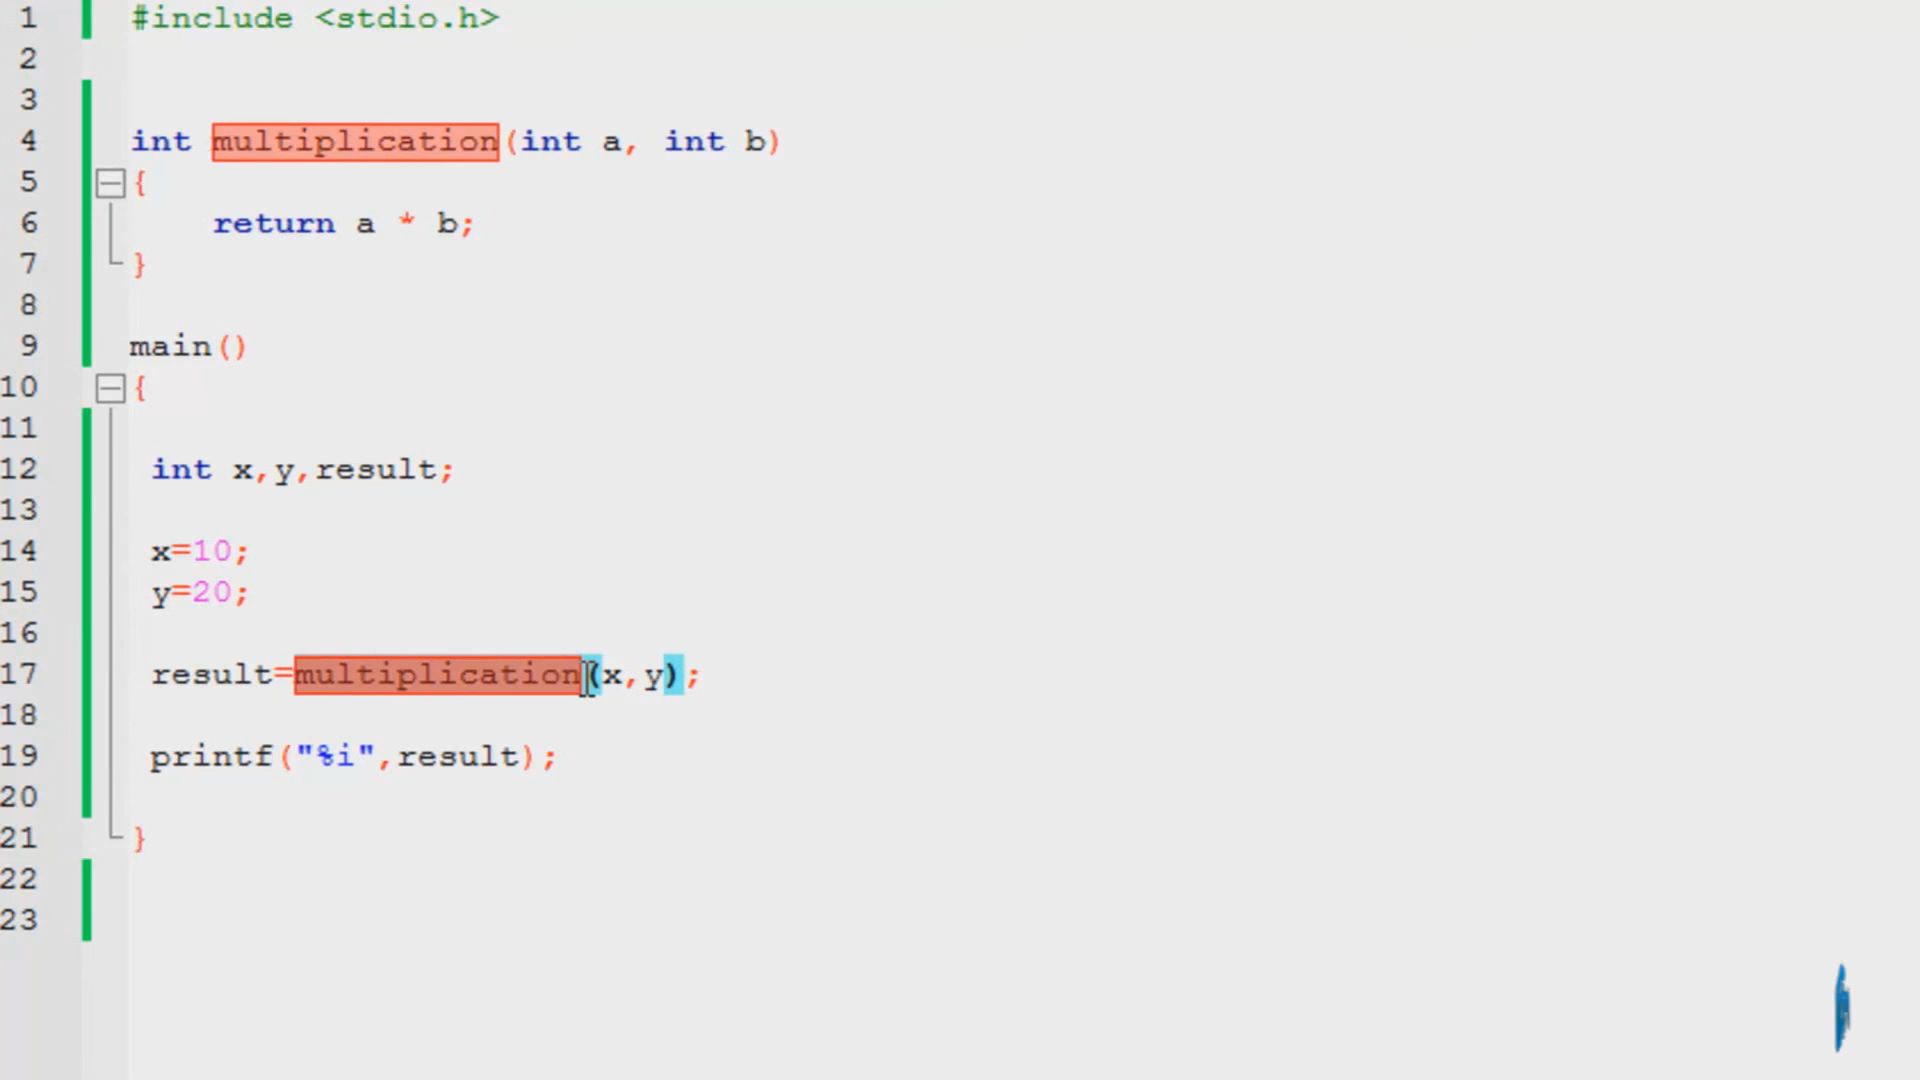 1 #include <stdio.h>
2
3
4 int multiplication(int a, int b)
5 {
6 return a * b;
7 }
8
9 main()
10 {
11
12 int x,y,result;
13
14 x=10;
15 y=20;
16
17 result=multiplication(x,y);
18
19 printf("%i",result);
20
21 }
22
23